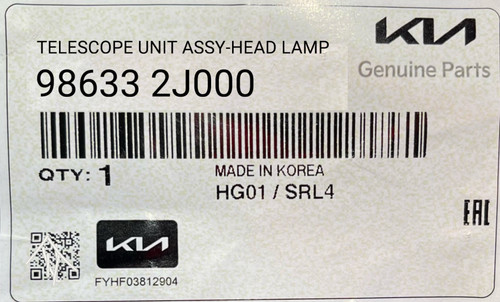 TELESCOPE UNIT ASSY-HEAD LAMP
98633 2J000
KIA
Genuine Parts
QTY: 1
MADE IN KOREA
HG01 / SRL4
EAC
KIA
FYHF03812904